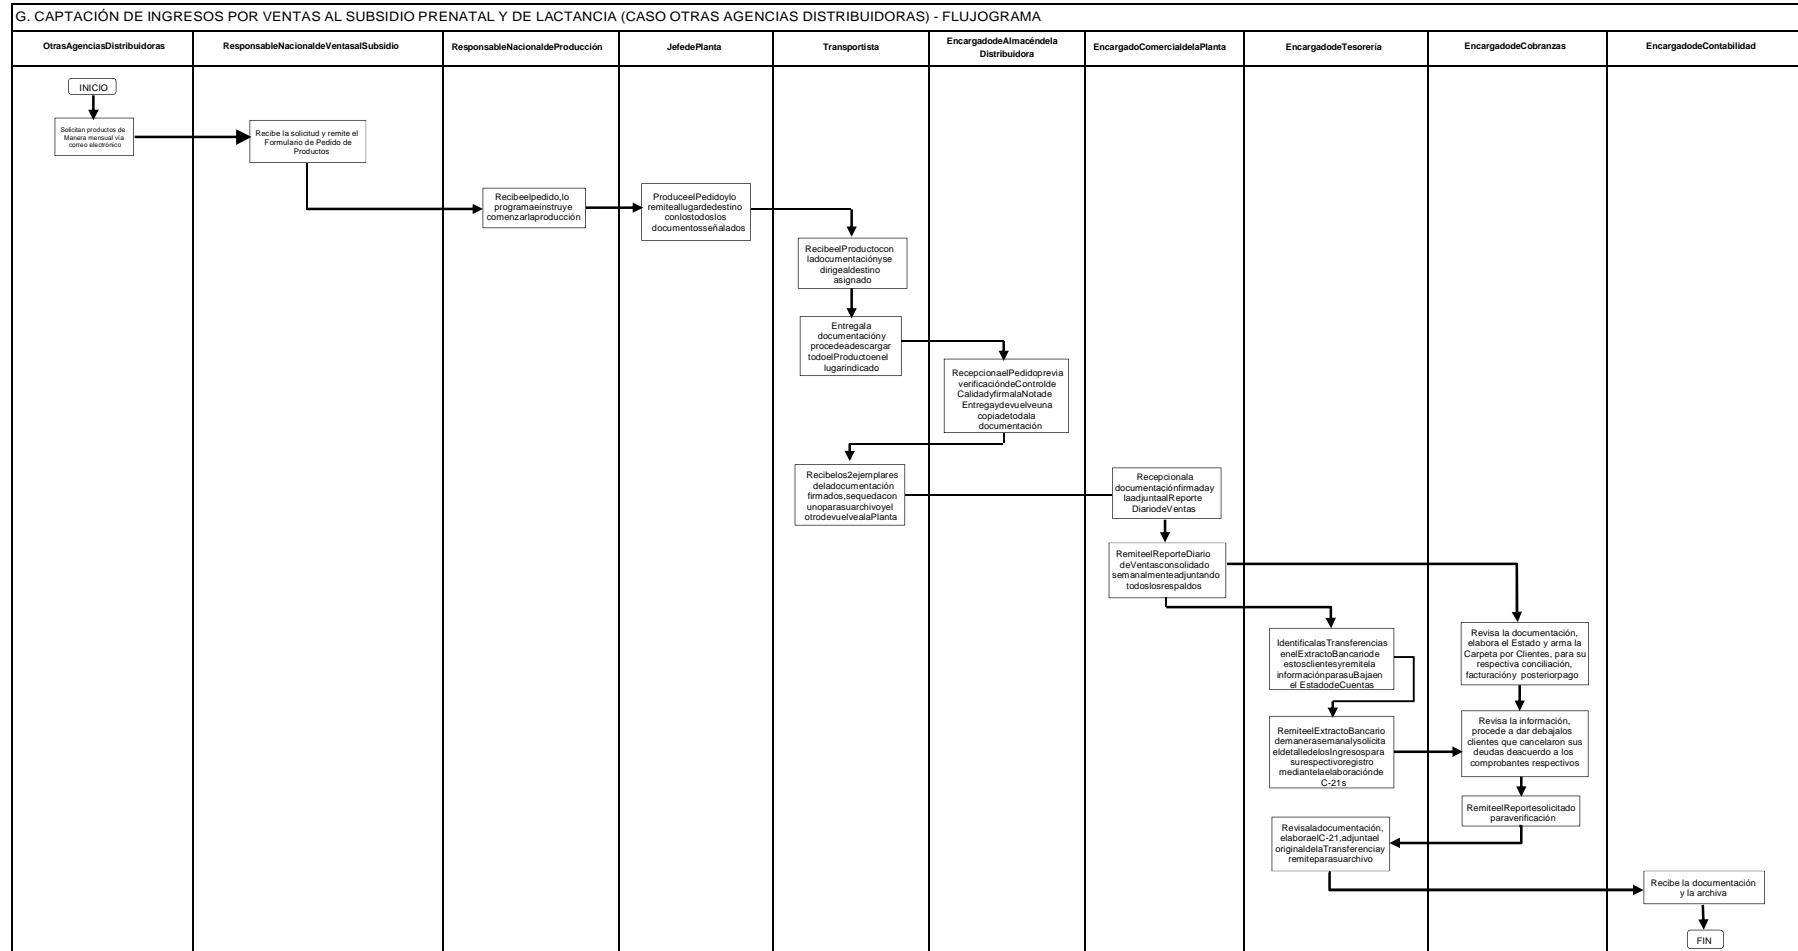 G. CAPTACIÓN DE INGRESOS POR VENTAS AL SUBSIDIO PRENATAL Y DE LACTANCIA (CASO OTRAS AGENCIAS DISTRIBUIDORAS) - FLUJOGRAMA
OtrasAgenciasDistribuidoras
ResponsableNacionaldeVentasalSubsidio
ResponsableNacionaldeProducción
JefedePlanta
Transportista
EncargadodeAlmacéndela
Distribuidora
EncargadoComercialdelaPlanta
EncargadodeTesorería
EncargadodeCobranzas
EncargadodeContabilidad
INICIO
Solicitan productos de
Manera mensual vía
correo electrónico
Recibe la solicitud y remite el
Formulario de Pedido de
Productos
Recibeelpedido,lo
programaeinstruye
comenzarlaproducción
ProduceelPedidoylo
remiteallugardedestino
conlostodoslos
documentosseñalados
RecibeelProductocon
ladocumentaciónyse
dirigealdestino
asignado
Entregala
documentacióny
procedeadescargar
todoelProductoenel
lugarindicado
RecepcionaelPedidoprevia
verificacióndeControlde
CalidadyfirmalaNotade
Entregaydevuelveuna
copiadetodala
documentación
Recibelos2ejemplares
deladocumentación
firmados,sequedacon
unoparasuarchivoyel
otrodevuelvealaPlanta
Recepcionala
documentaciónfirmaday
laadjuntaalReporte
DiariodeVentas
RemiteelReporteDiario
deVentasconsolidado
semanalmenteadjuntando
todoslosrespaldos
IdentificalasTransferencias
enelExtractoBancariode
estosclientesyremitela
informaciónparasuBajaen
el EstadodeCuentas
Revisa la documentación,
elabora el Estado y arma la
Carpeta por Clientes, para su
respectiva conciliación,
facturacióny posteriorpago
RemiteelExtractoBancario
demanerasemanalysolicita
eldetalledelosIngresospara
surespectivoregistro
mediantelaelaboraciónde
C-21s
Revisa la información,
procede a dar debajalos
clientes que cancelaron sus
deudas deacuerdo a los
comprobantes respectivos
RemiteelReportesolicitado
paraverificación
Revisaladocumentación,
elaboraelC-21,adjuntael
originaldelaTransferenciay
remiteparasuarchivo
Recibe la documentación
y la archiva
FIN